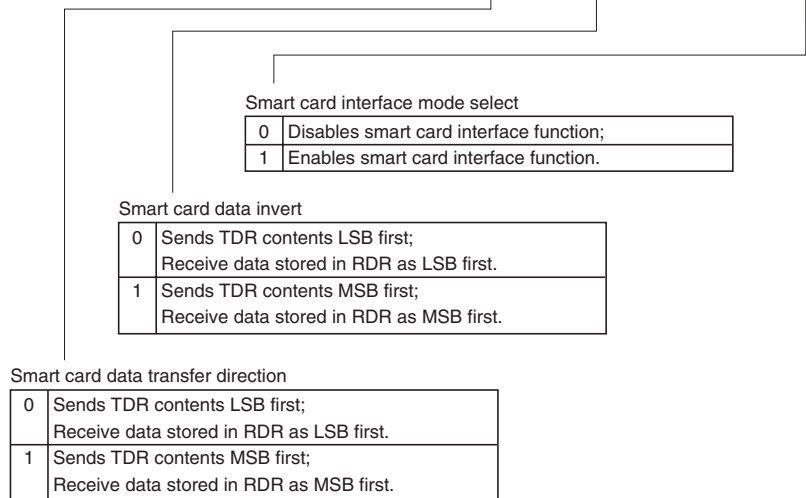 Smart card interface mode select
0 Disables smart card interface function;
1 Enables smart card interface function.
Smart card data invert
0 Sends TDR contents LSB first;
Receive data stored in RDR as LSB first.
1 Sends TDR contents MSB first;
Receive data stored in RDR as MSB first.
Smart card data transfer direction
0 Sends TDR contents LSB first;
Receive data stored in RDR as LSB first.
1 Sends TDR contents MSB first;
Receive data stored in RDR as MSB first.